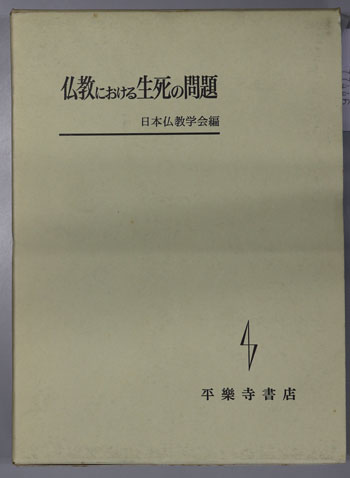 仏教における生死の問題
日本仏教学会編
平樂寺書店